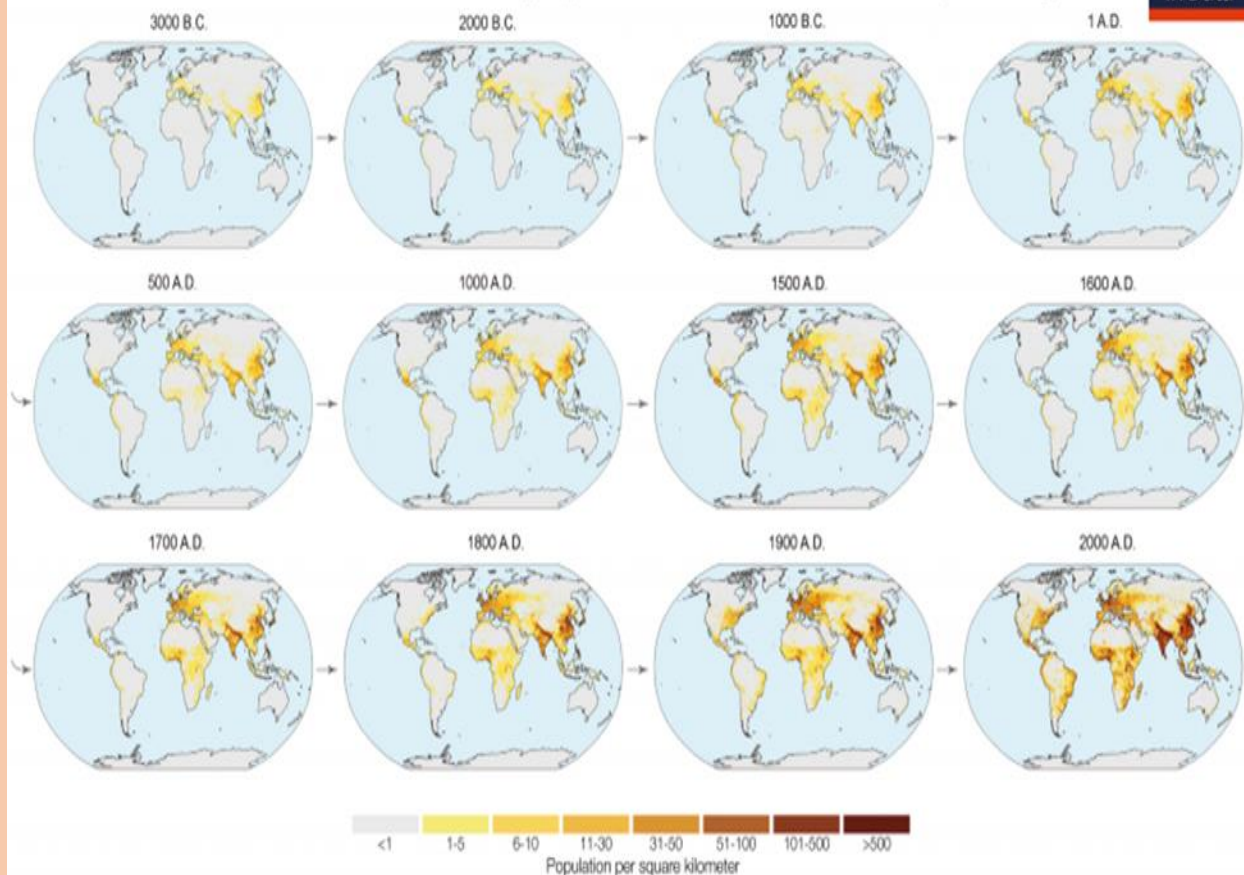 3000 B.C.
2000 B.C.
1000 B.C.
1 A.D.
500 A.D.
1000 A.D.
1500 A.D.
1600 A.D.
1700 A.D.
1800 A.D.
1900 A.D.
2000 A.D.
<1 1-5 6-10 11-30 31-50 51-100 101-500 >500
Population per square kilometer